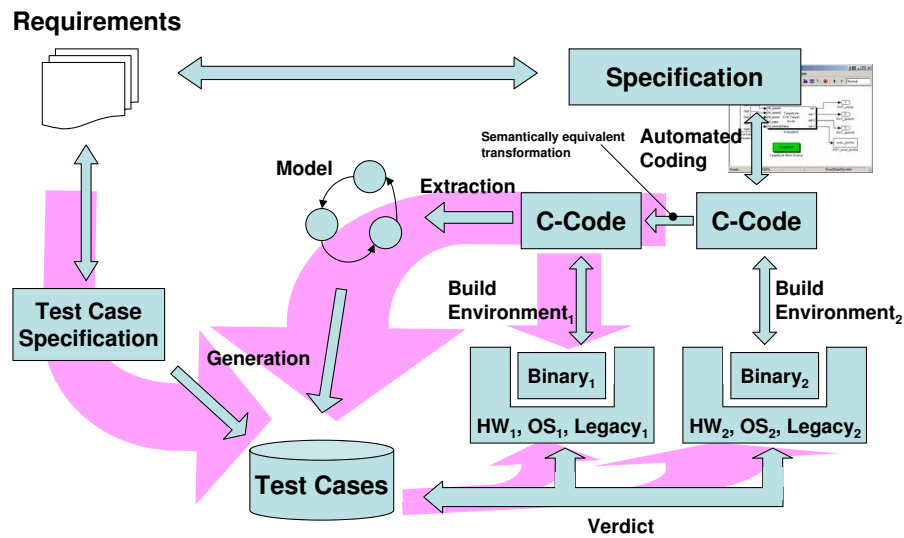 Requirements
Specification
Semantically equivalent
transformation
Automated
Coding
Model
Extraction
C-Code
C-Code
Build
Environment₁
Build
Environment₂
Test Case
Specification
Generation
Binary₁
Binary₂
HW₁, OS₁, Legacy₁
HW₂, OS₂, Legacy₂
Test Cases
Verdict